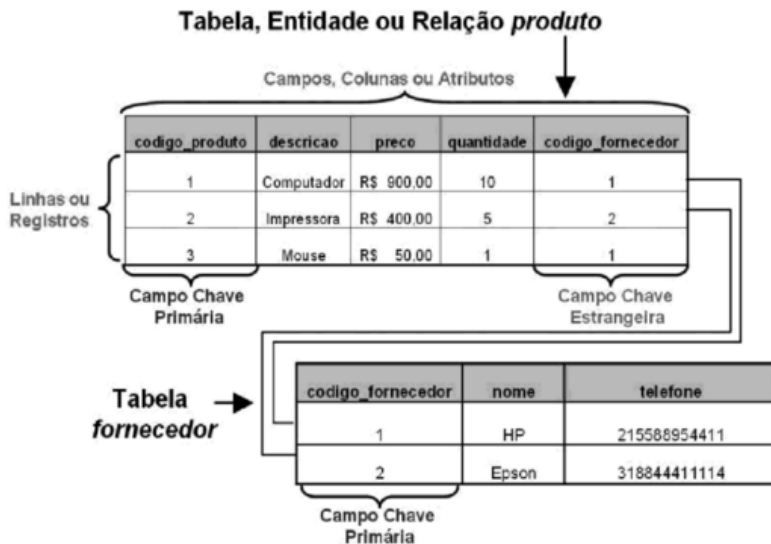 Tabela, Entidade ou Relação produto
Campos, Colunas ou Atributos
codigo_produto descricao preco quantidade codigo_fornecedor
1 Computador R$ 900,00 10 1
2 Impressora R$ 400,00 5 2
3 Mouse R$ 50,00 1 1
Linhas ou
Registros
Campo Chave
Primária
Campo Chave
Estrangeira
Tabela
fornecedor
codigo_fornecedor nome telefone
1 HP 215588954411
2 Epson 318844411114
Campo Chave
Primária